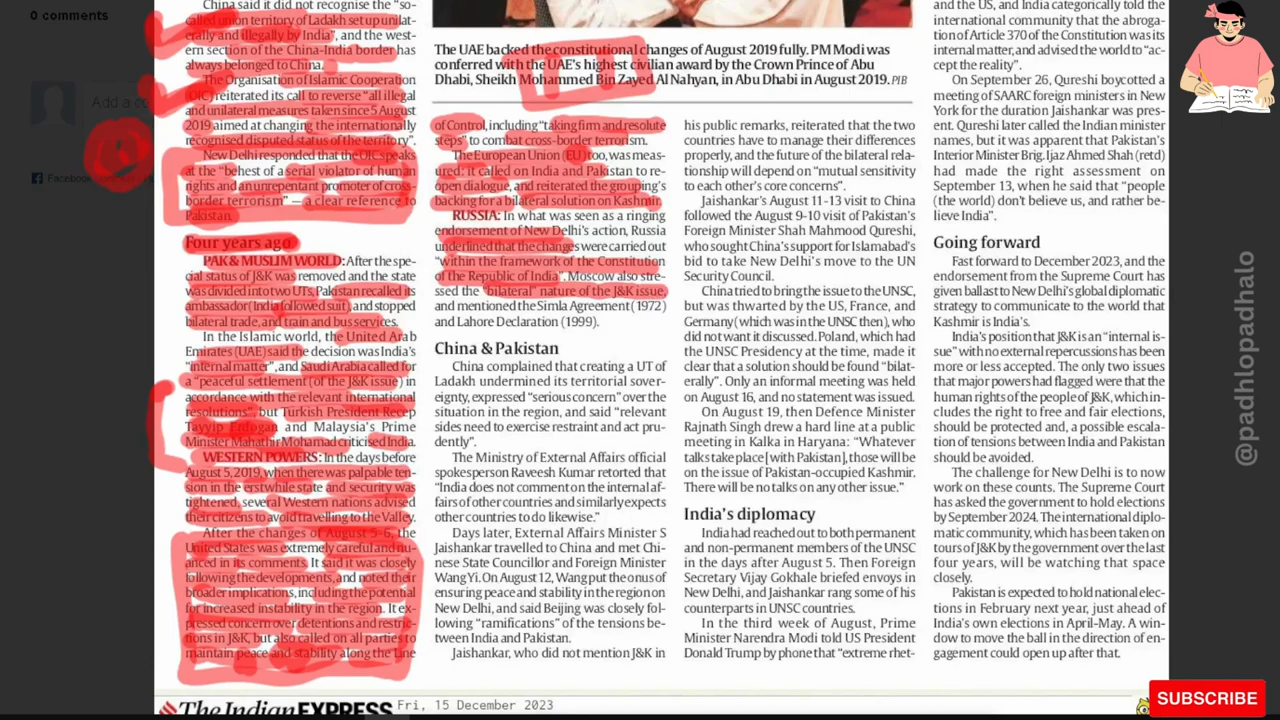 0 comments
Add a co
Facebook
China said it did not recognise the "so-
called union territory of Ladakh set up unilat-
erally and illegally by India", and the west-
ern section of the China-India border has
always belonged to China.
The Organisation of Islamic Cooperation
(OIC) reiterated its call to reverse "all illegal
and unilateral measures taken since 5 August
2019 aimed at changing the internationally
recognised disputed status of the territory".
New Delhi responded that the OIC speaks
at the "behest of a serial violator of human
rights and an unrepentant promoter of cross-
border terrorism" — a clear reference to
Pakistan.
Four years ago
PAK & MUSLIM WORLD: After the spe-
cial status of J&K was removed and the state
was divided into two UTs, Pakistan recalled its
ambassador (India followed suit), and stopped
bilateral trade, and train and bus services.
In the Islamic world, the United Arab
Emirates (UAE) said the decision was India's
"internal matter", and Saudi Arabia called for
a "peaceful settlement (of the J&K issue) in
accordance with the relevant international
resolutions", but Turkish President Recep
Tayyip Erdogan and Malaysia's Prime
Minister Mahathir Mohamad criticised India.
WESTERN POWERS: In the days before
August 5, 2019, when there was palpable ten-
sion in the erstwhile state and security was
tightened, several Western nations advised
their citizens to avoid travelling to the Valley.
After the changes of August 5-6, the
United States was extremely careful and nu-
anced in its comments. It said it was closely
following the developments, and noted their
broader implications, including the potential
for increased instability in the region. It ex-
pressed concern over detentions and restric-
tions in J&K, but also called on all parties to
maintain peace and stability along the Line
The UAE backed the constitutional changes of August 2019 fully. PM Modi was
conferred with the UAE's highest civilian award by the Crown Prince of Abu
Dhabi, Sheikh Mohammed Bin Zayed Al Nahyan, in Abu Dhabi in August 2019. PIB
of Control, including "taking firm and resolute
steps" to combat cross-border terrorism.
The European Union (EU) too, was meas-
ured: it called on India and Pakistan to re-
open dialogue, and reiterated the grouping's
backing for a bilateral solution on Kashmir.
RUSSIA: In what was seen as a ringing
endorsement of New Delhi's action, Russia
underlined that the changes were carried out
"within the framework of the Constitution
of the Republic of India". Moscow also stre-
ssed the "bilateral" nature of the J&K issue,
and mentioned the Simla Agreement (1972)
and Lahore Declaration (1999).
China & Pakistan
China complained that creating a UT of
Ladakh undermined its territorial sover-
eignty, expressed "serious concern" over the
situation in the region, and said "relevant
sides need to exercise restraint and act pru-
dently".
The Ministry of External Affairs official
spokesperson Raveesh Kumar retorted that
"India does not comment on the internal af-
fairs of other countries and similarly expects
other countries to do likewise."
Days later, External Affairs Minister S
Jaishankar travelled to China and met Chi-
nese State Councillor and Foreign Minister
Wang Yi. On August 12, Wang put the onus of
ensuring peace and stability in the region on
New Delhi, and said Beijing was closely fol-
lowing "ramifications" of the tensions be-
tween India and Pakistan.
Jaishankar, who did not mention J&K in
his public remarks, reiterated that the two
countries have to manage their differences
properly, and the future of the bilateral rela-
tionship will depend on "mutual sensitivity
to each other's core concerns".
Jaishankar's August 11-13 visit to China
followed the August 9-10 visit of Pakistan's
Foreign Minister Shah Mahmood Qureshi,
who sought China's support for Islamabad's
bid to take New Delhi's move to the UN
Security Council.
China tried to bring the issue to the UNSC,
but was thwarted by the US, France, and
Germany (which was in the UNSC then), who
did not want it discussed. Poland, which had
the UNSC Presidency at the time, made it
clear that a solution should be found "bilat-
erally". Only an informal meeting was held
on August 16, and no statement was issued.
On August 19, then Defence Minister
Rajnath Singh drew a hard line at a public
meeting in Kalka in Haryana: "Whatever
talks take place [with Pakistan], those will be
on the issue of Pakistan-occupied Kashmir.
There will be no talks on any other issue."
India's diplomacy
India had reached out to both permanent
and non-permanent members of the UNSC
in the days after August 5. Then Foreign
Secretary Vijay Gokhale briefed envoys in
New Delhi, and Jaishankar rang some of his
counterparts in UNSC countries.
In the third week of August, Prime
Minister Narendra Modi told US President
Donald Trump by phone that "extreme rhet-
and the US, and India categorically told the
international community that the abroga-
tion of Article 370 of the Constitution was its
internal matter, and advised the world to "ac-
cept the reality".
On September 26, Qureshi boycotted a
meeting of SAARC foreign ministers in New
York for the duration Jaishankar was pres-
ent. Qureshi later called the Indian minister
names, but it was apparent that Pakistan's
Interior Minister Brig. Ijaz Ahmed Shah (retd)
had made the right assessment on
September 13, when he said that "people
(the world) don't believe us, and rather be-
lieve India".
Going forward
Fast forward to December 2023, and the
endorsement from the Supreme Court has
given ballast to New Delhi's global diplomatic
strategy to communicate to the world that
Kashmir is India's.
India's position that J&K is an "internal is-
sue" with no external repercussions has been
more or less accepted. The only two issues
that major powers had flagged were that the
human rights of the people of J&K, which in-
cludes the right to free and fair elections,
should be protected and, a possible escala-
tion of tensions between India and Pakistan
should be avoided.
The challenge for New Delhi is to now
work on these counts. The Supreme Court
has asked the government to hold elections
by September 2024. The international diplo-
matic community, which has been taken on
tours of J&K by the government over the last
four years, will be watching that space
closely.
Pakistan is expected to hold national elec-
tions in February next year, just ahead of
India's own elections in April-May. A win-
dow to move the ball in the direction of en-
gagement could open up after that.
The Indian EXPRESS
Fri, 15 December 2023
@padhlopadhalo
SUBSCRIBE